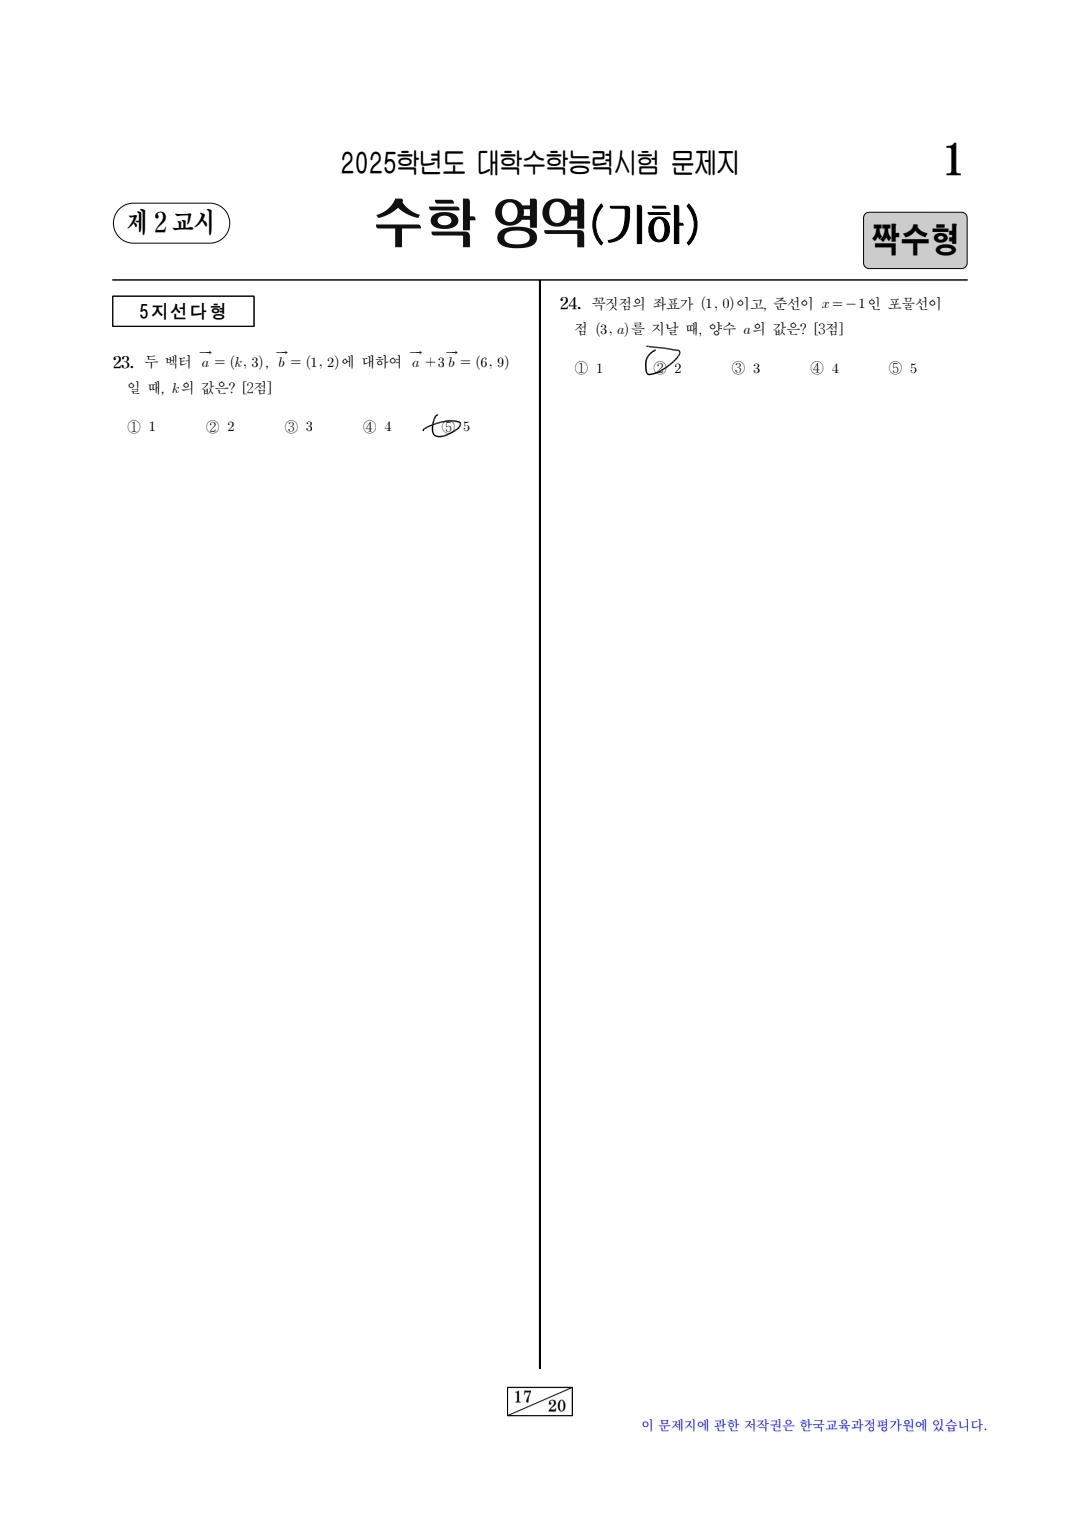 2025학년도 대학수학능력시험 문제지
1
제 2 교시
수학 영역(기하)
짝수형
5지선다형
23. 두 벡터 a⃗ = (k, 3), b⃗ = (1, 2)에 대하여 a⃗ + 3b⃗ = (6, 9)
일 때, k의 값은? [2점]
① 1 ② 2 ③ 3 ④ 4 ⑤ 5
24. 꼭짓점의 좌표가 (1, 0)이고, 준선이 x = −1인 포물선이
점 (3, a)를 지날 때, 양수 a의 값은? [3점]
① 1 ② 2 ③ 3 ④ 4 ⑤ 5
17
20
이 문제지에 관한 저작권은 한국교육과정평가원에 있습니다.